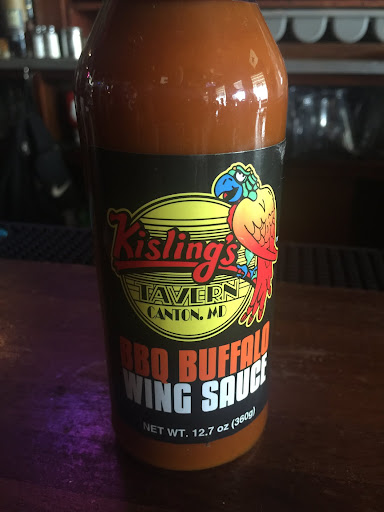 Kisling's
TAVERN
CANTON, MD
BBQ BUFFALO
WING SAUCE
NET WT. 12.7 oz (360g)